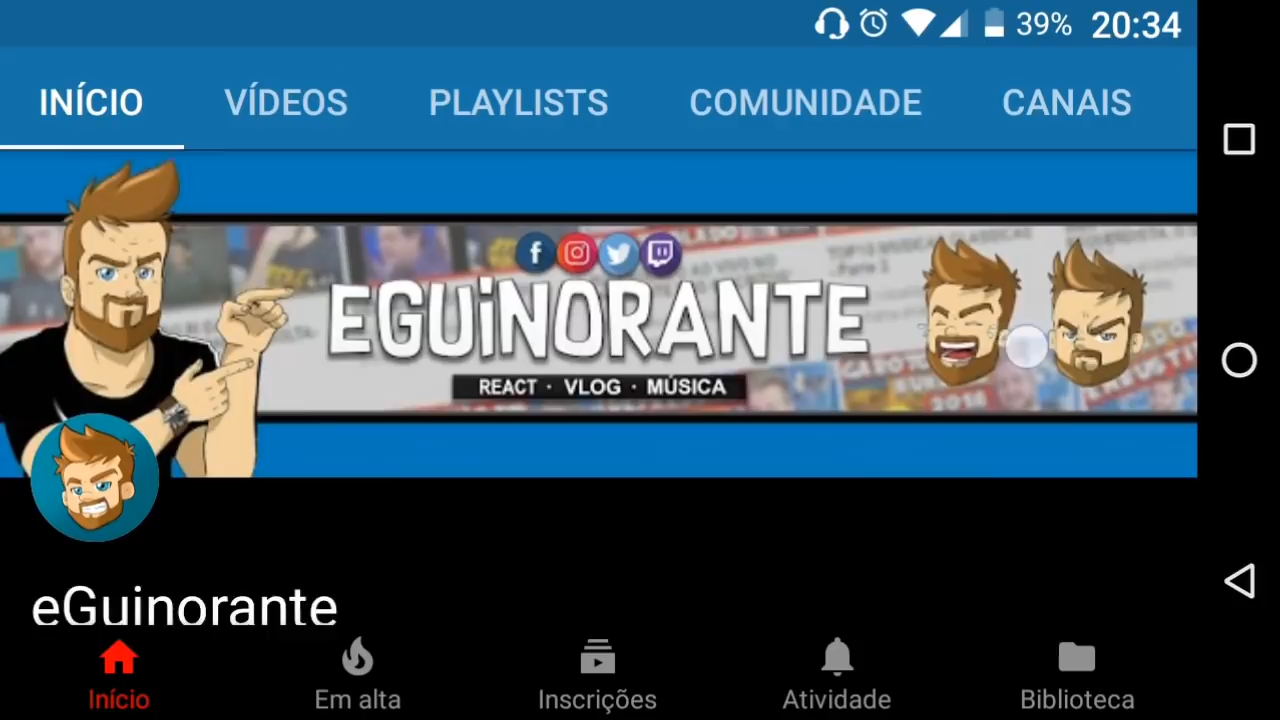 39% 20:34
INÍCIO VÍDEOS PLAYLISTS COMUNIDADE CANAIS
EGUiNORANTE
REACT · VLOG · MÚSICA
2018
eGuinorante
Início Em alta Inscrições Atividade Biblioteca